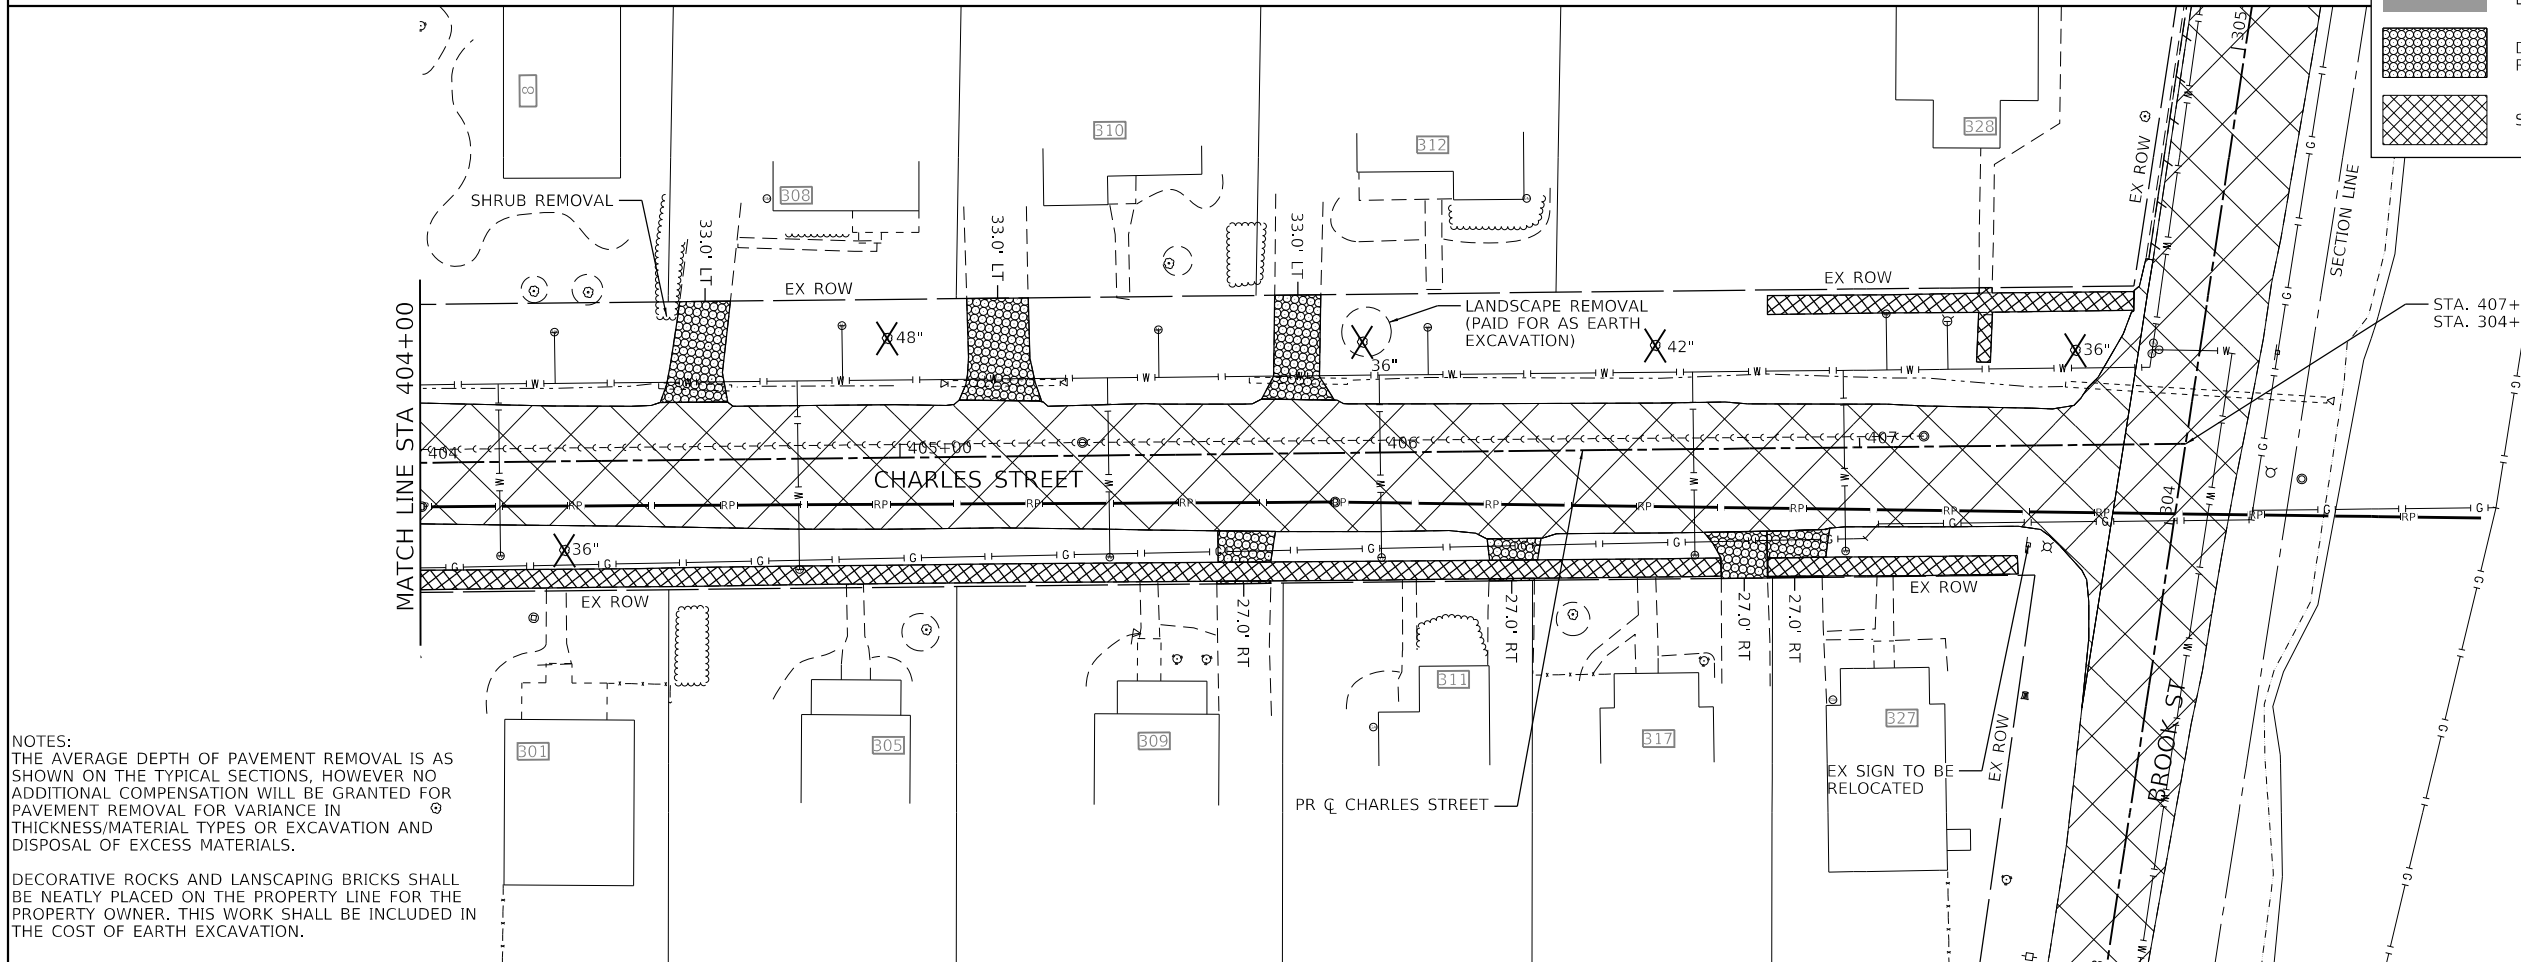 305
8
310
312
328
308
SHRUB REMOVAL
33.0' LT
33.0' LT
33.0' LT
EX ROW
EX ROW
EX ROW
SECTION LINE
LANDSCAPE REMOVAL
(PAID FOR AS EARTH
EXCAVATION)
STA. 407+
STA. 304+
48"
36"
42"
36"
MATCH LINE STA 404+00
404
405+00
406
407
CHARLES STREET
304
36"
EX ROW
EX ROW
27.0' RT
27.0' RT
27.0' RT
27.0' RT
301
305
309
311
317
327
EX ROW
BROOK ST
EX SIGN TO BE
RELOCATED
PR ℄ CHARLES STREET
NOTES:
THE AVERAGE DEPTH OF PAVEMENT REMOVAL IS AS
SHOWN ON THE TYPICAL SECTIONS, HOWEVER NO
ADDITIONAL COMPENSATION WILL BE GRANTED FOR
PAVEMENT REMOVAL FOR VARIANCE IN
THICKNESS/MATERIAL TYPES OR EXCAVATION AND
DISPOSAL OF EXCESS MATERIALS.
DECORATIVE ROCKS AND LANSCAPING BRICKS SHALL
BE NEATLY PLACED ON THE PROPERTY LINE FOR THE
PROPERTY OWNER. THIS WORK SHALL BE INCLUDED IN
THE COST OF EARTH EXCAVATION.